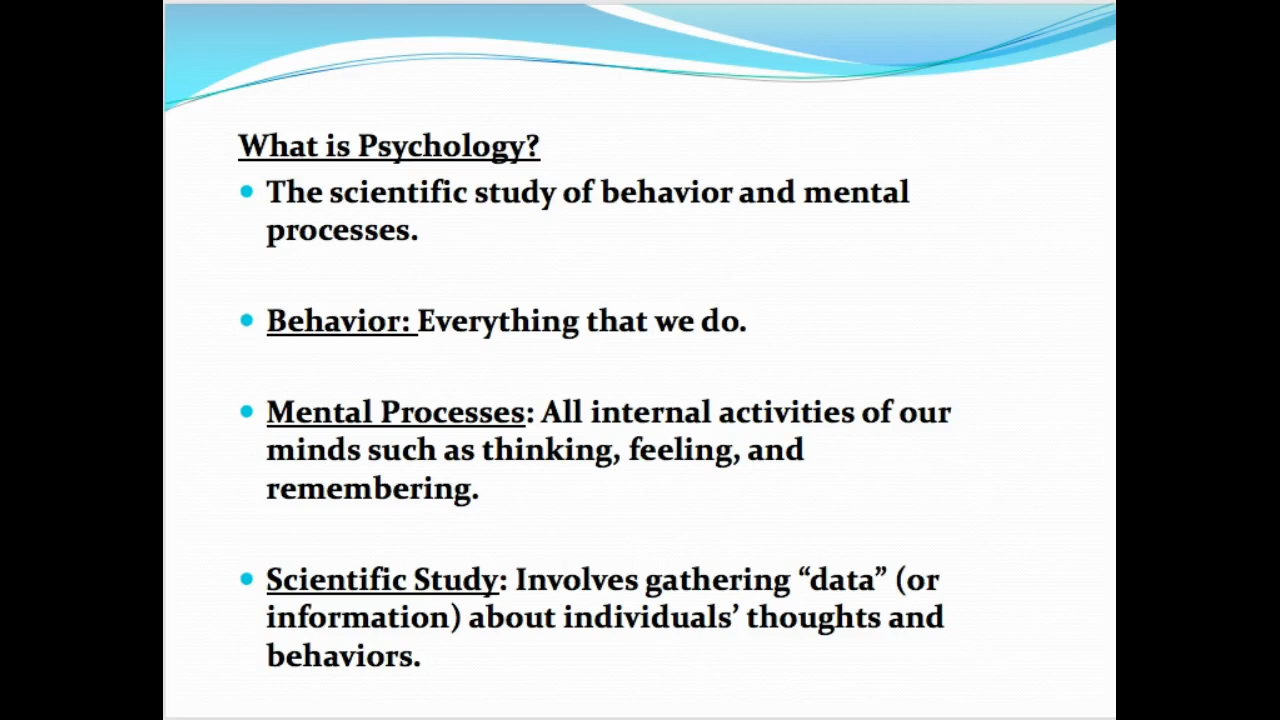 What is Psychology?
The scientific study of behavior and mental
processes.
Behavior: Everything that we do.
Mental Processes: All internal activities of our
minds such as thinking, feeling, and
remembering.
Scientific Study: Involves gathering “data” (or
information) about individuals’ thoughts and
behaviors.